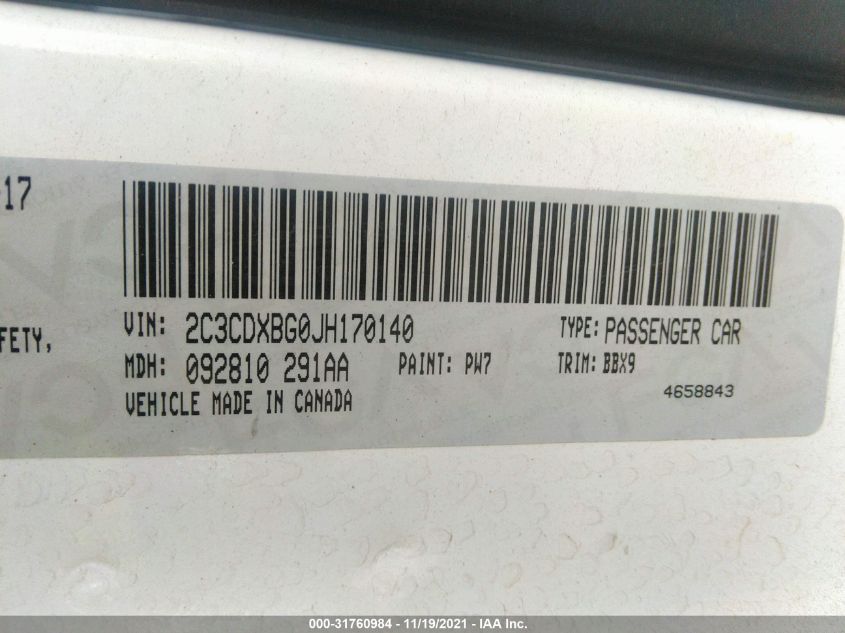 17
VIN: 2C3CDXBG0JH170140 TYPE: PASSENGER CAR
FETY,
MDH: 092810 291AA PAINT: PW7 TRIM: BBX9
VEHICLE MADE IN CANADA 4658843
000-31760984 - 11/19/2021 - IAA Inc.